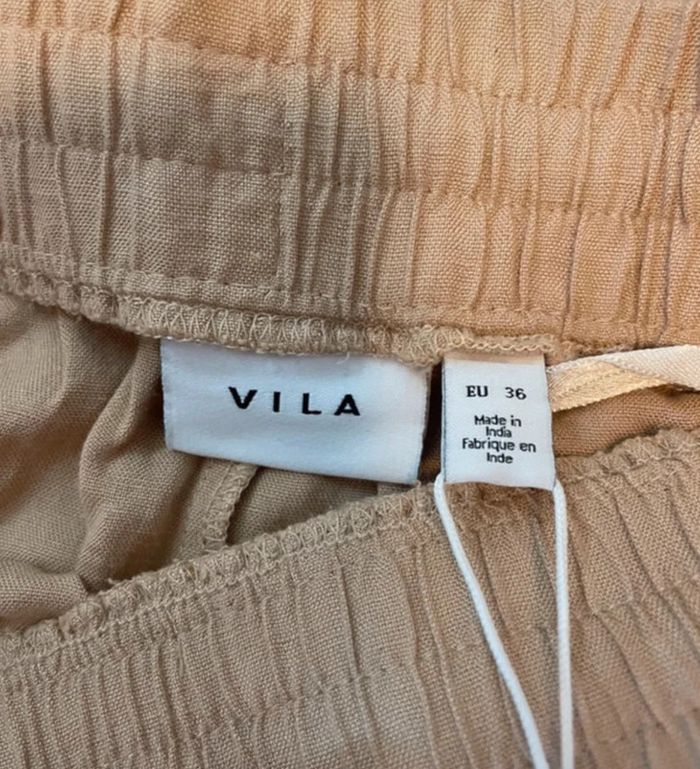 VILA
EU 36
Made in
India
Fabrique en
Inde